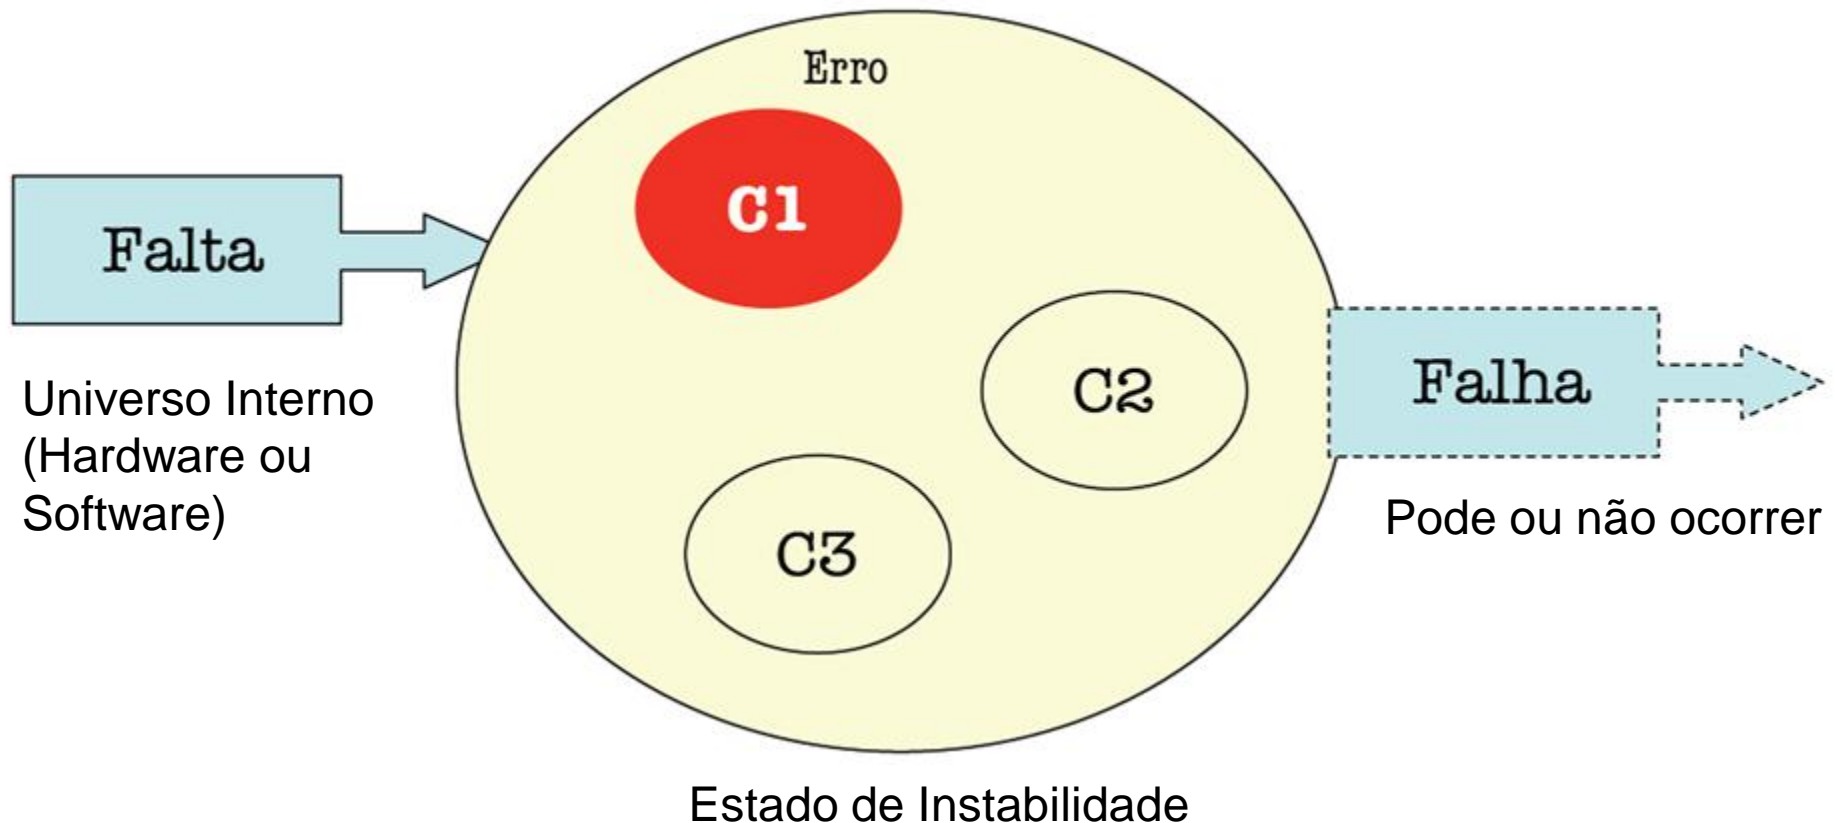 Erro
C1
Falta
C2
Falha
Universo Interno
(Hardware ou
Software)
Pode ou não ocorrer
C3
Estado de Instabilidade